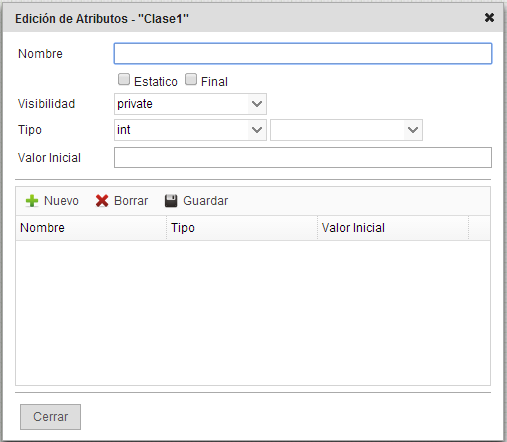 Edición de Atributos - "Clase1"
Nombre
Estatico Final
Visibilidad private
Tipo int
Valor Inicial
Nuevo Borrar Guardar
Nombre Tipo Valor Inicial
Cerrar